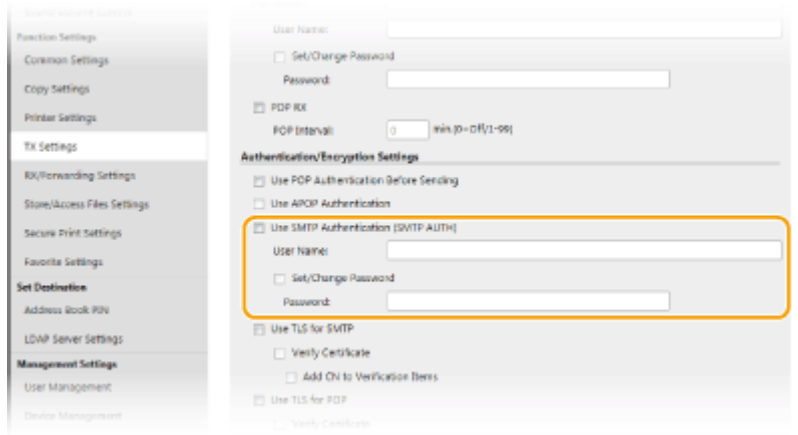 Function Settings
Common Settings
Copy Settings
Printer Settings
TX Settings
RX/Forwarding Settings
Store/Access Files Settings
Secure Print Settings
Favorite Settings
Set Destination
Address Book PIN
LDAP Server Settings
Management Settings
User Management
Device Management
User Name:
Set/Change Password
Password:
POP RX
POP Interval:
0
min.(0=Off/1-99)
Authentication/Encryption Settings
Use POP Authentication Before Sending
Use APOP Authentication
Use SMTP Authentication (SMTP AUTH)
User Name:
Set/Change Password
Password:
Use TLS for SMTP
Verify Certificate
Add CN to Verification Items
Use TLS for POP
Verify Certificate